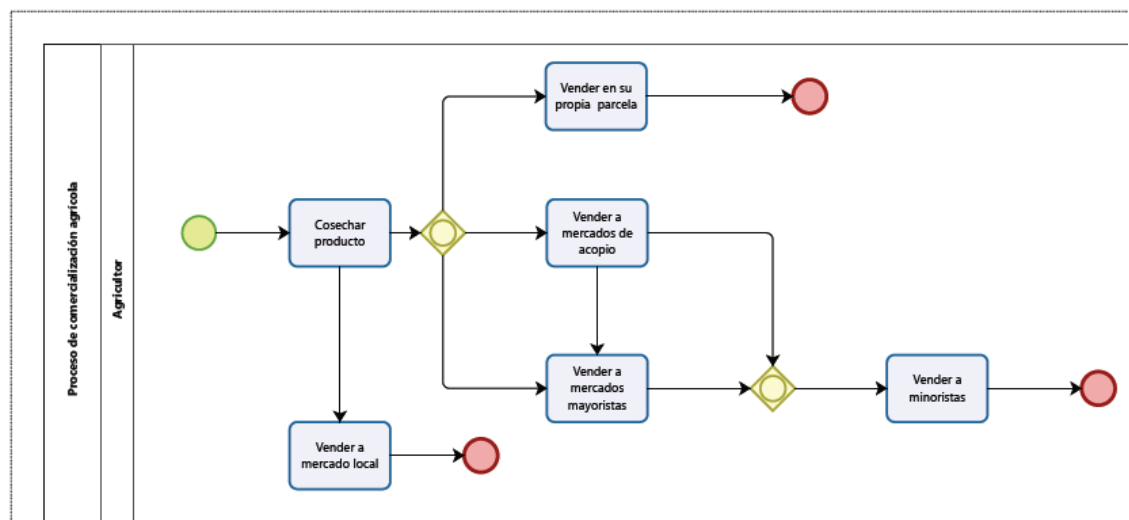 Proceso de comercialización agrícola
Agricultor
Vender en su
propia parcela
Cosechar
producto
Vender a
mercados de
acopio
Vender a
mercados
mayoristas
Vender a
minoristas
Vender a
mercado local